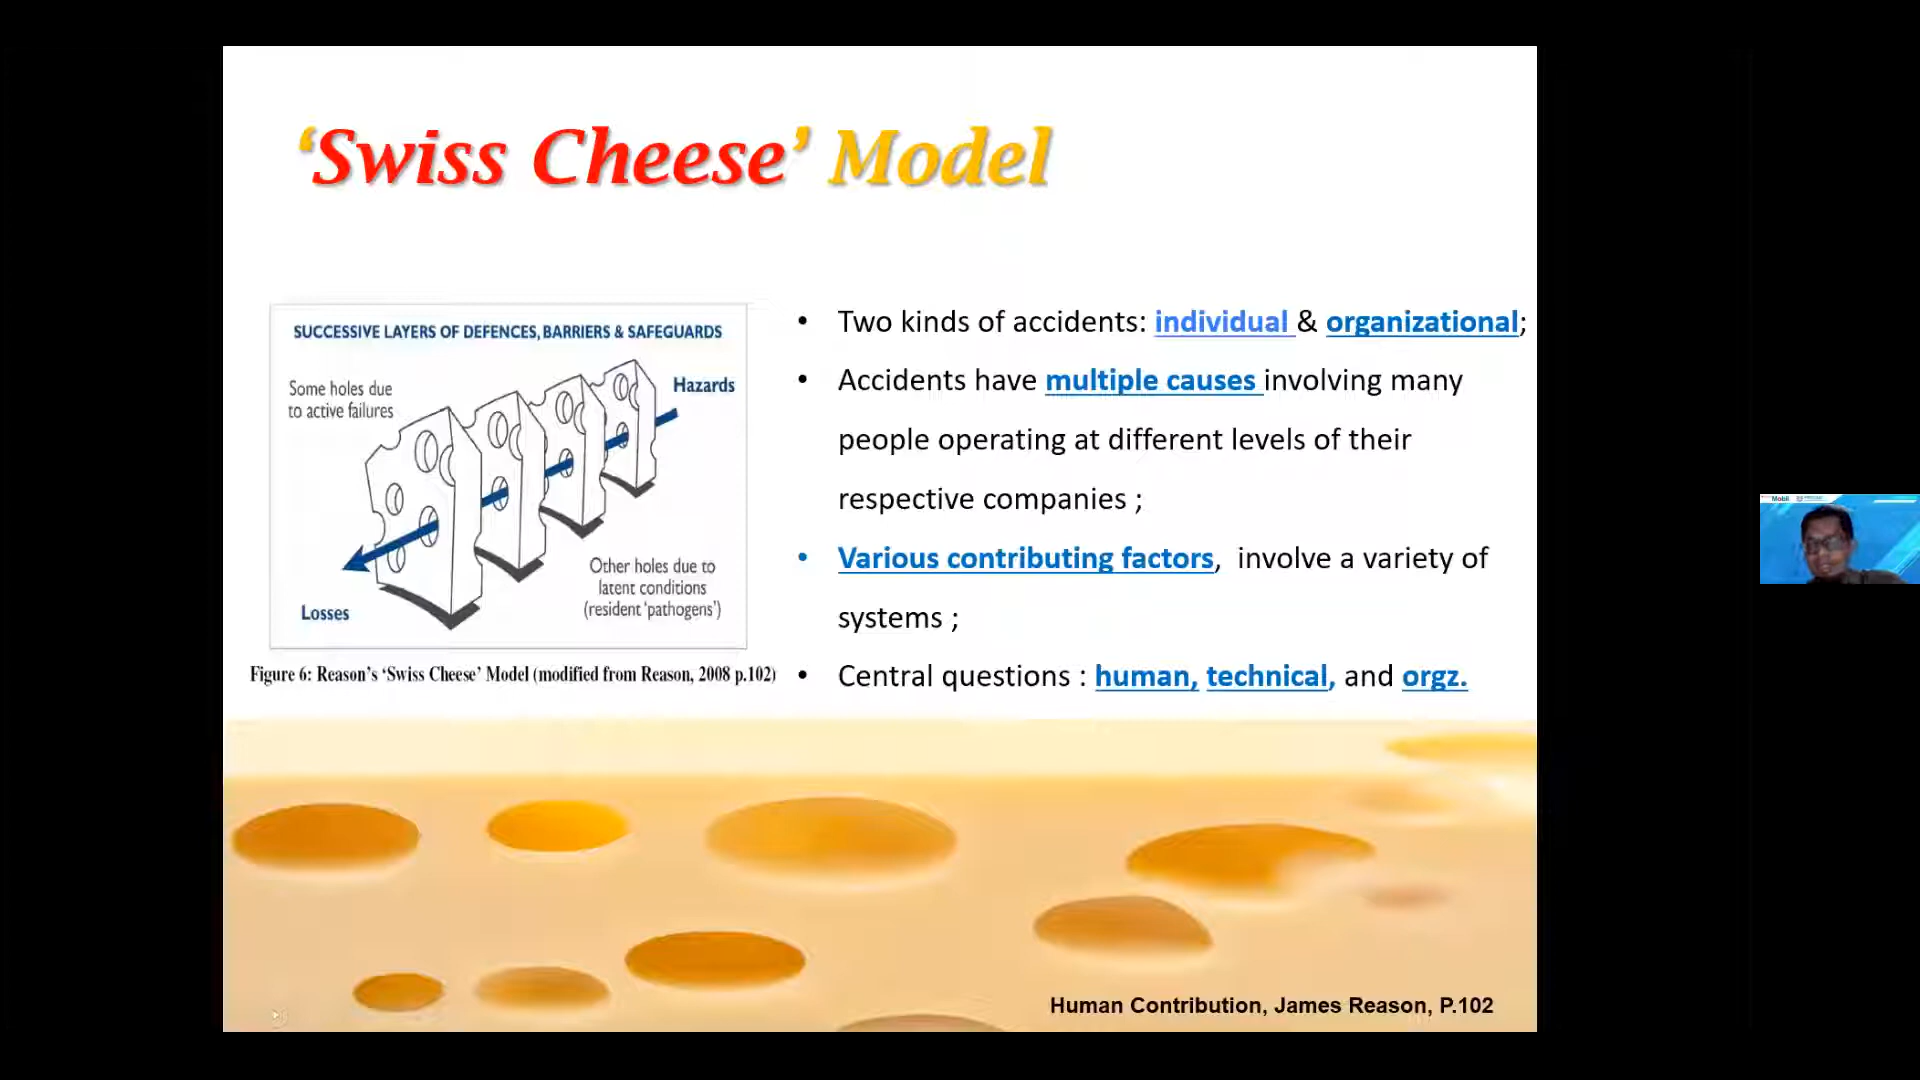 ‘Swiss Cheese’ Model
SUCCESSIVE LAYERS OF DEFENCES, BARRIERS & SAFEGUARDS
Some holes due
to active failures
Hazards
Other holes due to
latent conditions
(resident ‘pathogens’)
Losses
Figure 6: Reason’s ‘Swiss Cheese’ Model (modified from Reason, 2008 p.102)
• Two kinds of accidents: individual & organizational;
• Accidents have multiple causes involving many
people operating at different levels of their
respective companies ;
• Various contributing factors, involve a variety of
systems ;
• Central questions : human, technical, and orgz.
Human Contribution, James Reason, P.102
Mobil